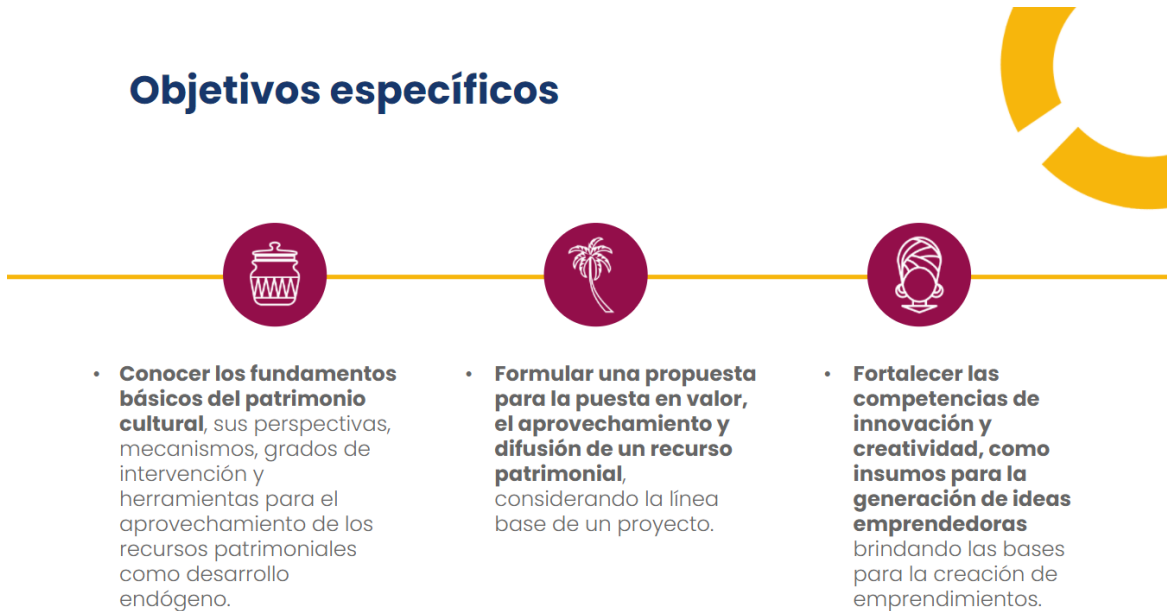 Objetivos específicos
• Conocer los fundamentos
básicos del patrimonio
cultural, sus perspectivas,
mecanismos, grados de
intervención y
herramientas para el
aprovechamiento de los
recursos patrimoniales
como desarrollo
endógeno.
• Formular una propuesta
para la puesta en valor,
el aprovechamiento y
difusión de un recurso
patrimonial,
considerando la línea
base de un proyecto.
• Fortalecer las
competencias de
innovación y
creatividad, como
insumos para la
generación de ideas
emprendedoras
brindando las bases
para la creación de
emprendimientos.